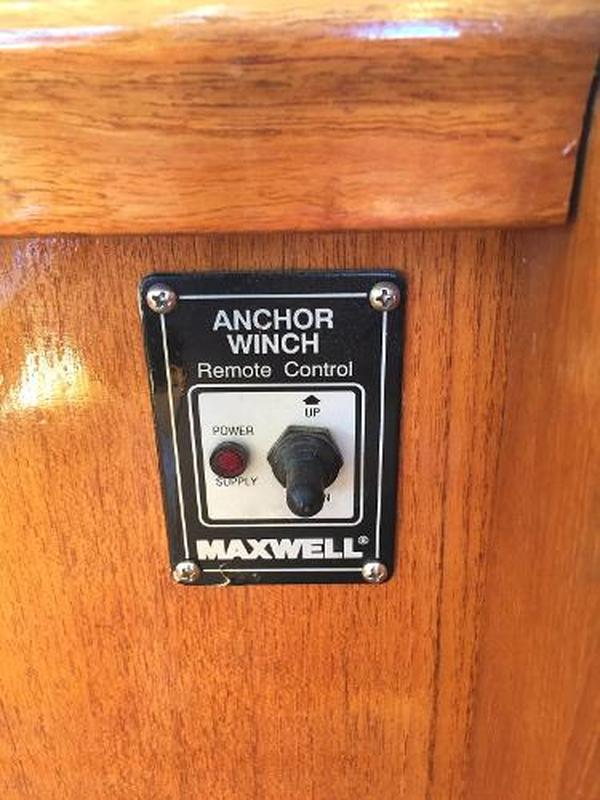 ANCHOR
WINCH
Remote Control
UP
POWER
SUPPLY
MAXWELL®